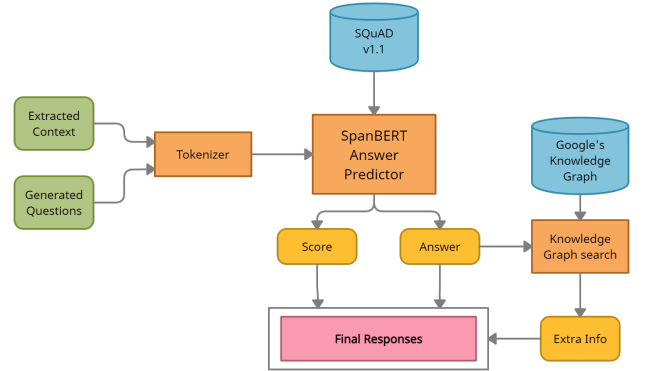 SQuAD
v1.1
Extracted
Context
Generated
Questions
Tokenizer
SpanBERT
Answer
Predictor
Google's
Knowledge
Graph
Score
Answer
Knowledge
Graph search
Final Responses
Extra Info